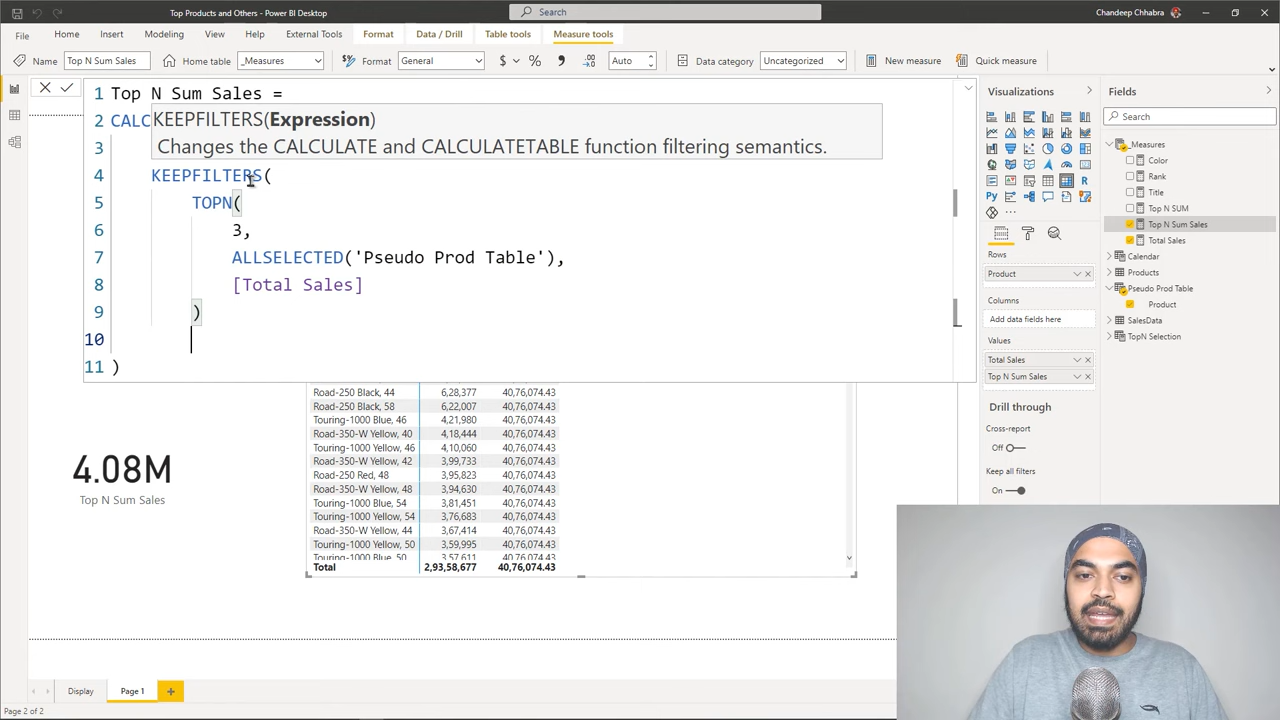 Top Products and Others - Power BI Desktop
Search
Chandeep Chhabra
File
Home
Insert
Modeling
View
Help
External Tools
Format
Data / Drill
Table tools
Measure tools
Name
Top N Sum Sales
Home table
_Measures
Format
General
$
%
Auto
Data category
Uncategorized
New measure
Quick measure
1 Top N Sum Sales =
2 CALC
KEEPFILTERS(Expression)
Changes the CALCULATE and CALCULATETABLE function filtering semantics.
3
4 KEEPFILTERS(
5 TOPN(
6 3,
7 ALLSELECTED('Pseudo Prod Table'),
8 [Total Sales]
9 )
10
11 )
Road-250 Black, 44 6,28,377 40,76,074.43
Road-250 Black, 58 6,22,007 40,76,074.43
Touring-1000 Blue, 46 4,21,980 40,76,074.43
Road-350-W Yellow, 40 4,18,444 40,76,074.43
Touring-1000 Yellow, 46 4,10,060 40,76,074.43
Road-350-W Yellow, 42 3,99,733 40,76,074.43
Road-250 Red, 48 3,95,823 40,76,074.43
Road-350-W Yellow, 48 3,94,630 40,76,074.43
Touring-1000 Blue, 54 3,81,451 40,76,074.43
Touring-1000 Yellow, 54 3,76,683 40,76,074.43
Road-350-W Yellow, 44 3,67,414 40,76,074.43
Touring-1000 Yellow, 50 3,59,995 40,76,074.43
Touring-1000 Blue, 50 3,57,611 40,76,074.43
Total 2,93,58,677 40,76,074.43
4.08M
Top N Sum Sales
Visualizations
R
Py
Rows
Product
Columns
Add data fields here
Values
Total Sales
Top N Sum Sales
Drill through
Cross-report
Off
Keep all filters
On
Fields
Search
_Measures
Color
Rank
Title
Top N SUM
Top N Sum Sales
Total Sales
Calendar
Products
Pseudo Prod Table
Product
SalesData
TopN Selection
Display
Page 1
Page 2 of 2